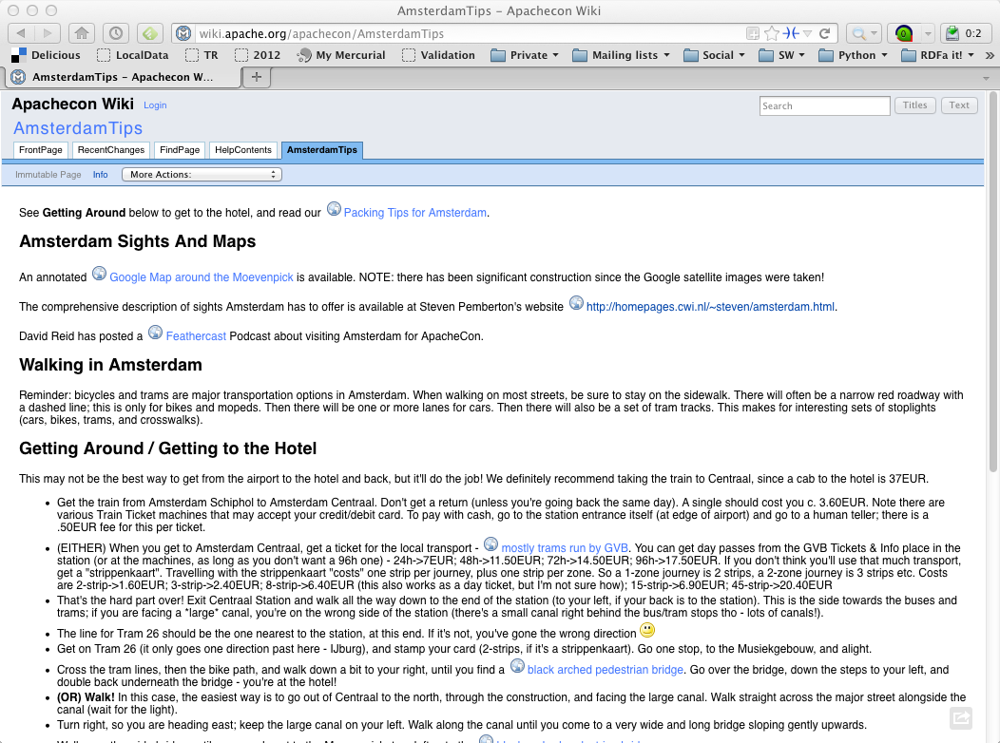 AmsterdamTips – Apachecon Wiki
wiki.apache.org/apachecon/AmsterdamTips
0:2
Delicious LocalData TR 2012 My Mercurial Validation Private Mailing lists Social SW Python RDFa it! »
AmsterdamTips – Apachecon W... +
Apachecon Wiki Login Search Titles Text
AmsterdamTips
FrontPage RecentChanges FindPage HelpContents AmsterdamTips
Immutable Page Info More Actions:
See Getting Around below to get to the hotel, and read our Packing Tips for Amsterdam.
Amsterdam Sights And Maps
An annotated Google Map around the Moevenpick is available. NOTE: there has been significant construction since the Google satellite images were taken!
The comprehensive description of sights Amsterdam has to offer is available at Steven Pemberton's website http://homepages.cwi.nl/~steven/amsterdam.html.
David Reid has posted a Feathercast Podcast about visiting Amsterdam for ApacheCon.
Walking in Amsterdam
Reminder: bicycles and trams are major transportation options in Amsterdam. When walking on most streets, be sure to stay on the sidewalk. There will often be a narrow red roadway with
a dashed line; this is only for bikes and mopeds. Then there will be one or more lanes for cars. Then there will also be a set of tram tracks. This makes for interesting sets of stoplights
(cars, bikes, trams, and crosswalks).
Getting Around / Getting to the Hotel
This may not be the best way to get from the airport to the hotel and back, but it'll do the job! We definitely recommend taking the train to Centraal, since a cab to the hotel is 37EUR.
• Get the train from Amsterdam Schiphol to Amsterdam Centraal. Don't get a return (unless you're going back the same day). A single should cost you c. 3.60EUR. Note there are
various Train Ticket machines that may accept your credit/debit card. To pay with cash, go to the station entrance itself (at edge of airport) and go to a human teller; there is a
.50EUR fee for this per ticket.
• (EITHER) When you get to Amsterdam Centraal, get a ticket for the local transport - mostly trams run by GVB. You can get day passes from the GVB Tickets & Info place in the
station (or at the machines, as long as you don't want a 96h one) - 24h->7EUR; 48h->11.50EUR; 72h->14.50EUR; 96h->17.50EUR. If you don't think you'll use that much transport,
get a "strippenkaart". Travelling with the strippenkaart "costs" one strip per journey, plus one strip per zone. So a 1-zone journey is 2 strips, a 2-zone journey is 3 strips etc. Costs
are 2-strip->1.60EUR; 3-strip->2.40EUR; 8-strip->6.40EUR (this also works as a day ticket, but I'm not sure how); 15-strip->6.90EUR; 45-strip->20.40EUR
• That's the hard part over! Exit Centraal Station and walk all the way down to the end of the station (to your left, if your back is to the station). This is the side towards the buses and
trams; if you are facing a *large* canal, you're on the wrong side of the station (there's a small canal right behind the bus/tram stops tho - lots of canals!).
• The line for Tram 26 should be the one nearest to the station, at this end. If it's not, you've gone the wrong direction
• Get on Tram 26 (it only goes one direction past here - IJburg), and stamp your card (2-strips, if it's a strippenkaart). Go one stop, to the Musiekgebouw, and alight.
• Cross the tram lines, then the bike path, and walk down a bit to your right, until you find a black arched pedestrian bridge. Go over the bridge, down the steps to your left, and
double back underneath the bridge - you're at the hotel!
• (OR) Walk! In this case, the easiest way is to go out of Centraal to the north, through the construction, and facing the large canal. Walk straight across the major street alongside the
canal (wait for the light).
• Turn right, so you are heading east; keep the large canal on your left. Walk along the canal until you come to a very wide and long bridge sloping gently upwards.